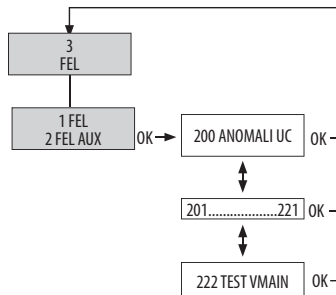 3
FEL
1 FEL
2 FEL AUX
OK
200 ANOMALI UC
OK
201...................221
OK
222 TEST VMAIN
OK